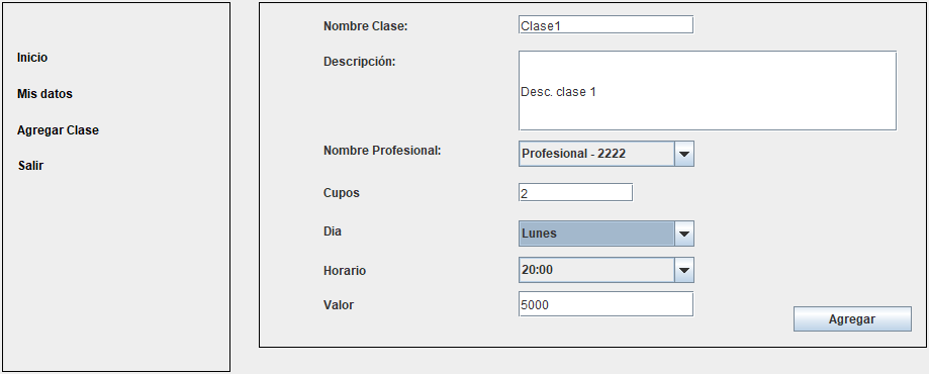 Inicio
Mis datos
Agregar Clase
Salir
Nombre Clase: Clase1
Descripción: Desc. clase 1
Nombre Profesional: Profesional - 2222
Cupos 2
Dia Lunes
Horario 20:00
Valor 5000
Agregar